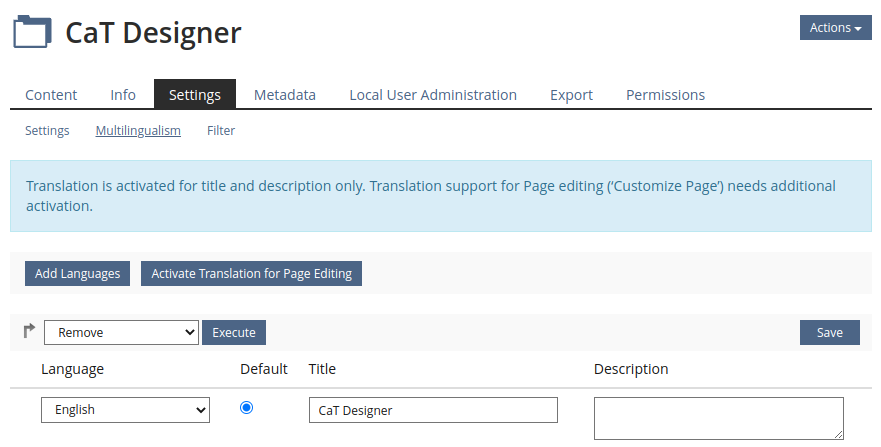 CaT Designer
Actions
Content Info Settings Metadata Local User Administration Export Permissions
Settings Multilingualism Filter
Translation is activated for title and description only. Translation support for Page editing (‘Customize Page’) needs additional
activation.
Add Languages Activate Translation for Page Editing
Remove Execute Save
Language Default Title Description
English CaT Designer